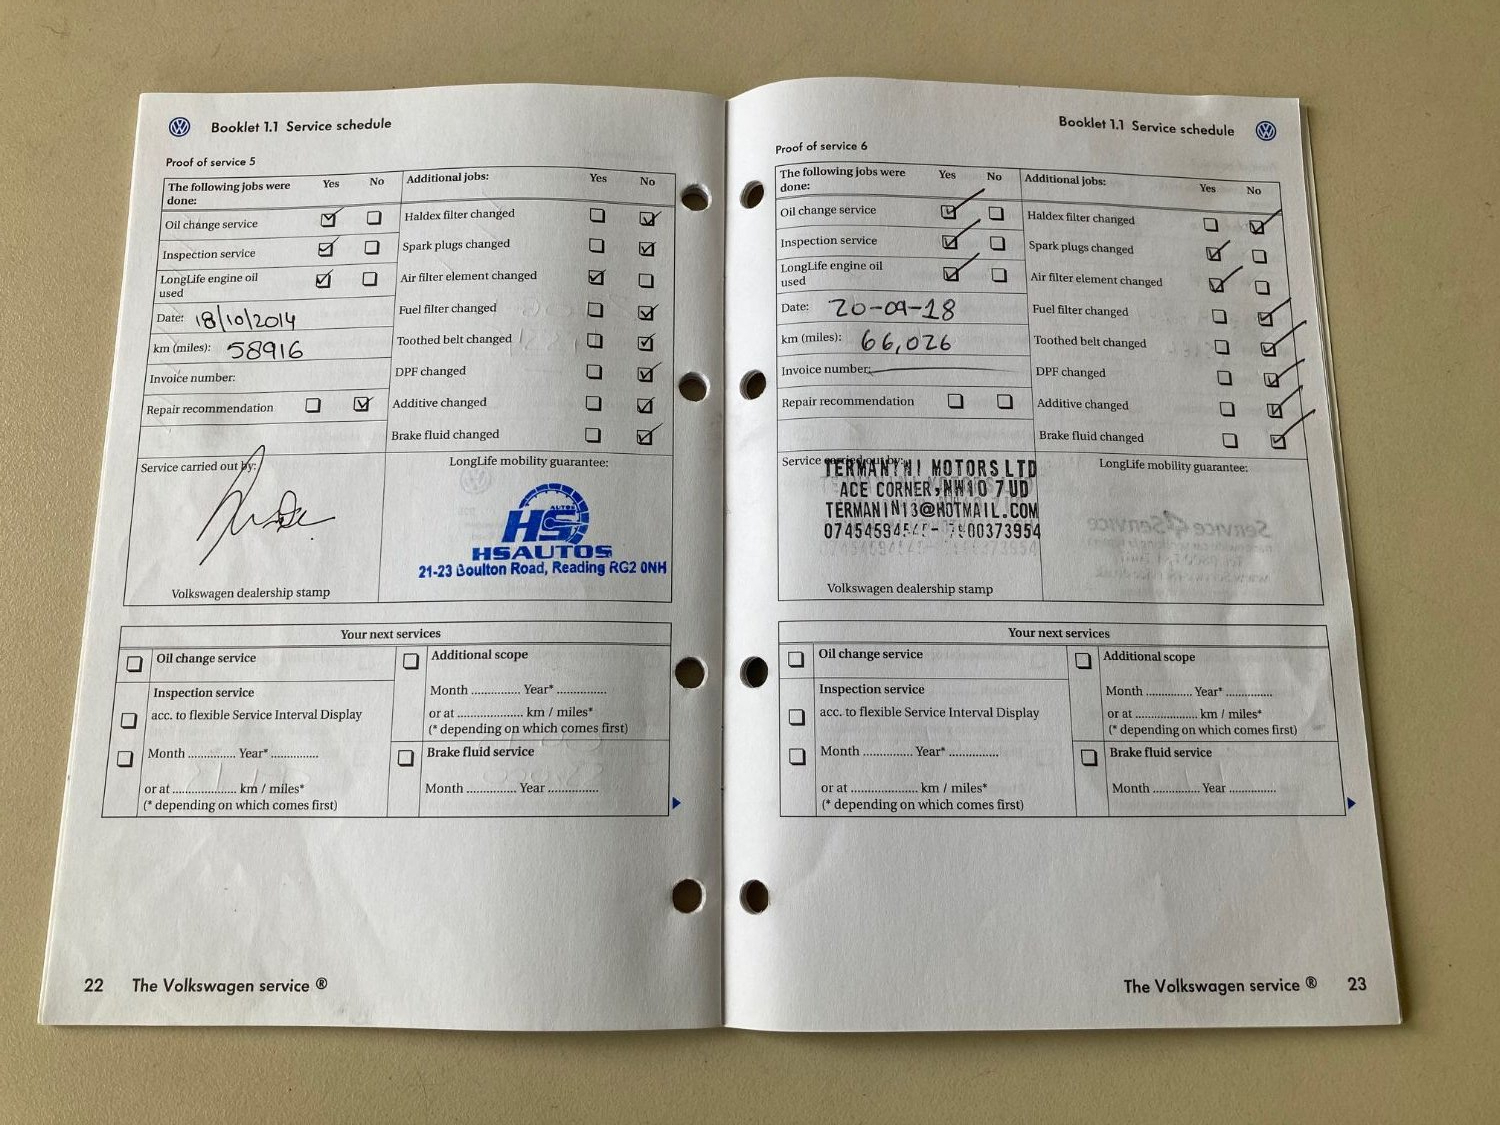 Booklet 1.1 Service schedule
Proof of service 5
The following jobs were done: Yes No
Oil change service
Inspection service
LongLife engine oil used
Date: 18/10/2014
km (miles): 58916
Invoice number:
Repair recommendation
Additional jobs: Yes No
Haldex filter changed
Spark plugs changed
Air filter element changed
Fuel filter changed
Toothed belt changed
DPF changed
Additive changed
Brake fluid changed
Service carried out by:
Volkswagen dealership stamp
LongLife mobility guarantee:
AUTOS
HS
HSAUTOS
21-23 Boulton Road, Reading RG2 0NH
Your next services
Oil change service
Inspection service
acc. to flexible Service Interval Display
Month .............. Year* ..............
or at .................... km / miles*
(* depending on which comes first)
Additional scope
Month .............. Year* ..............
or at .................... km / miles*
(* depending on which comes first)
Brake fluid service
Month .............. Year ..............
22 The Volkswagen service ®
Booklet 1.1 Service schedule
Proof of service 6
The following jobs were done: Yes No
Oil change service
Inspection service
LongLife engine oil used
Date: 20-09-18
km (miles): 66,026
Invoice number:
Repair recommendation
Additional jobs: Yes No
Haldex filter changed
Spark plugs changed
Air filter element changed
Fuel filter changed
Toothed belt changed
DPF changed
Additive changed
Brake fluid changed
Service carried out by:
TERMANINI MOTORS LTD
ACE CORNER, NW10 7UD
TERMANINI13@HOTMAIL.COM
Volkswagen dealership stamp
LongLife mobility guarantee:
Your next services
Oil change service
Inspection service
acc. to flexible Service Interval Display
Month .............. Year* ..............
or at .................... km / miles*
(* depending on which comes first)
Additional scope
Month .............. Year* ..............
or at .................... km / miles*
(* depending on which comes first)
Brake fluid service
Month .............. Year ..............
The Volkswagen service ® 23